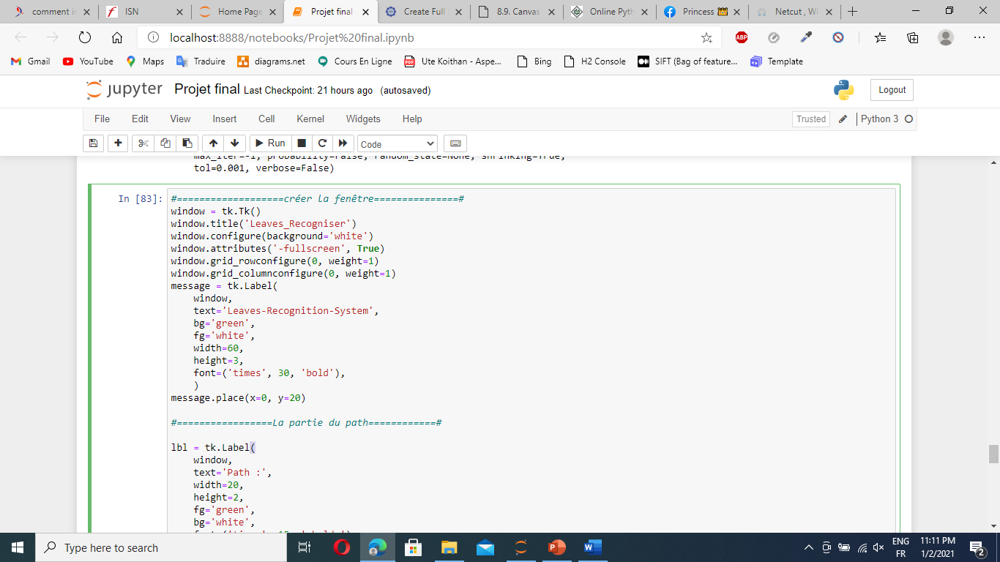 comment in
ISN
Home Page
Projet final
Create Full
8.9. Canvas
Online Pyth
Princess
Netcut , Wi
localhost:8888/notebooks/Projet%20final.ipynb
ABP
Gmail
YouTube
Maps
Traduire
diagrams.net
Cours En Ligne
PDF
Ute Koithan - Aspe...
Bing
H2 Console
SIFT (Bag of feature...
Template
jupyter Projet final Last Checkpoint: 21 hours ago (autosaved)
Logout
File Edit View Insert Cell Kernel Widgets Help
Trusted
Python 3
Run
Code
max_iter=-1, probability=False, random_state=None, shrinking=True,
tol=0.001, verbose=False)
In [83]:
#===================créer la fenêtre===============#
window = tk.Tk()
window.title('Leaves_Recogniser')
window.configure(background='white')
window.attributes('-fullscreen', True)
window.grid_rowconfigure(0, weight=1)
window.grid_columnconfigure(0, weight=1)
message = tk.Label(
window,
text='Leaves-Recognition-System',
bg='green',
fg='white',
width=60,
height=3,
font=('times', 30, 'bold'),
)
message.place(x=0, y=20)
#=================La partie du path============#
lbl = tk.Label(
window,
text='Path :',
width=20,
height=2,
fg='green',
bg='white',
Type here to search
ENG
FR
11:11 PM
1/2/2021
2